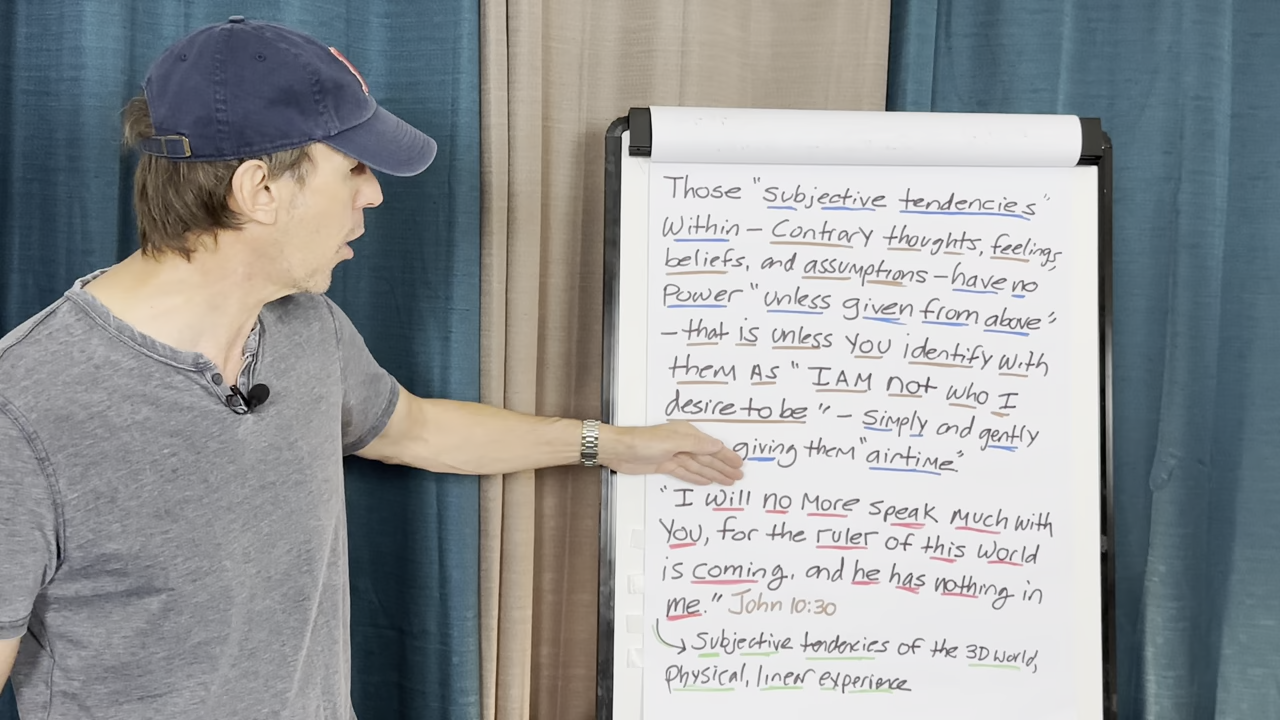 Those "subjective tendencies"
Within – Contrary thoughts, feelings,
beliefs, and assumptions – have no
Power "unless given from above"
– that is unless You identify with
them As "I AM not who I
desire to be" – Simply and gently
giving them "airtime"
"I will no More speak much with
You, for the ruler of this world
is coming, and he has nothing in
me." John 10:30
Subjective tendencies of the 3D world,
Physical, linear experience